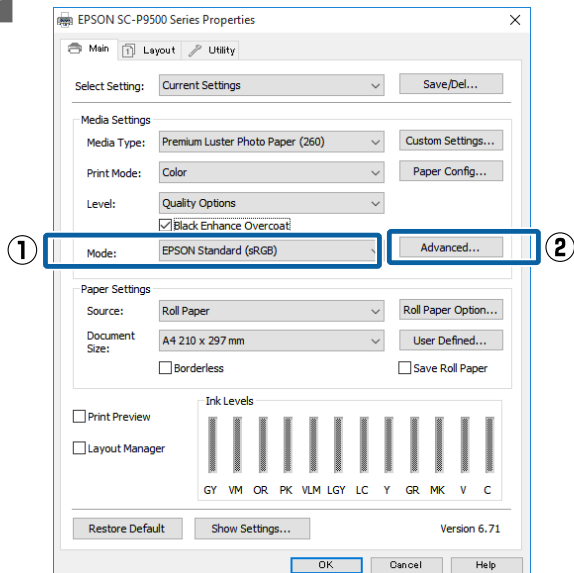 EPSON SC-P9500 Series Properties
Main Layout Utility
Select Setting: Current Settings Save/Del...
Media Settings
Media Type: Premium Luster Photo Paper (260) Custom Settings...
Print Mode: Color Paper Config...
Level: Quality Options
Black Enhance Overcoat
① Mode: EPSON Standard (sRGB) Advanced... ②
Paper Settings
Source: Roll Paper Roll Paper Option...
Document Size: A4 210 x 297 mm User Defined...
Borderless Save Roll Paper
Ink Levels
Print Preview
Layout Manager
GY VM OR PK VLM LGY LC Y GR MK V C
Restore Default Show Settings... Version 6.71
OK Cancel Help